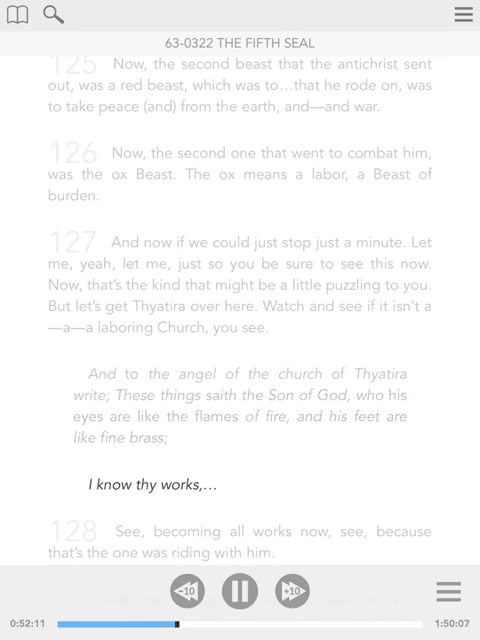 63-0322 THE FIFTH SEAL
125 Now, the second beast that the antichrist sent
out, was a red beast, which was to…that he rode on, was
to take peace (and) from the earth, and—and war.
126 Now, the second one that went to combat him,
was the ox Beast. The ox means a labor, a Beast of
burden.
127 And now if we could just stop just a minute. Let
me, yeah, let me, just so you be sure to see this now.
Now, that's the kind that might be a little puzzling to you.
But let's get Thyatira over here. Watch and see if it isn't a
—a—a laboring Church, you see.
And to the angel of the church of Thyatira
write; These things saith the Son of God, who his
eyes are like the flames of fire, and his feet are
like fine brass;
I know thy works,…
128 See, becoming all works now, see, because
that's the one was riding with him.
-10
+10
0:52:11
1:50:07